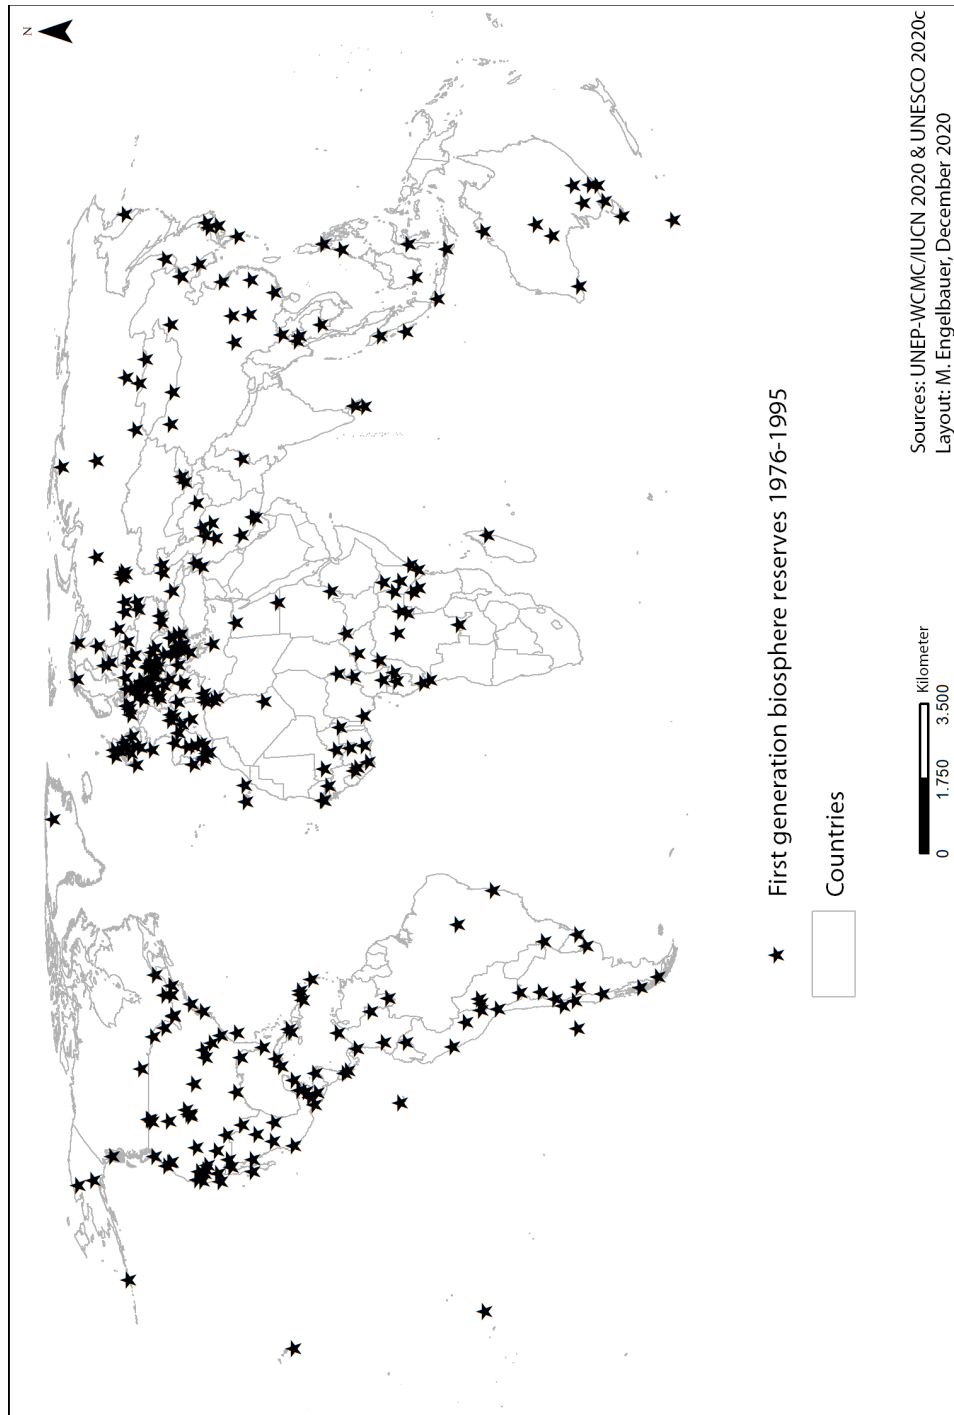 N
First generation biosphere reserves 1976-1995
Countries
Kilometer
0 1.750 3.500
Sources: UNEP-WCMC/IUCN 2020 & UNESCO 2020c
Layout: M. Engelbauer, December 2020